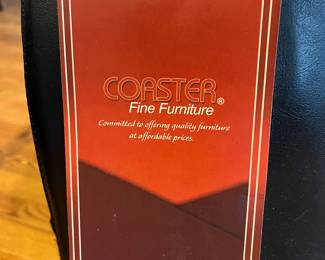 COASTER®
Fine Furniture
Committed to offering quality furniture
at affordable prices.